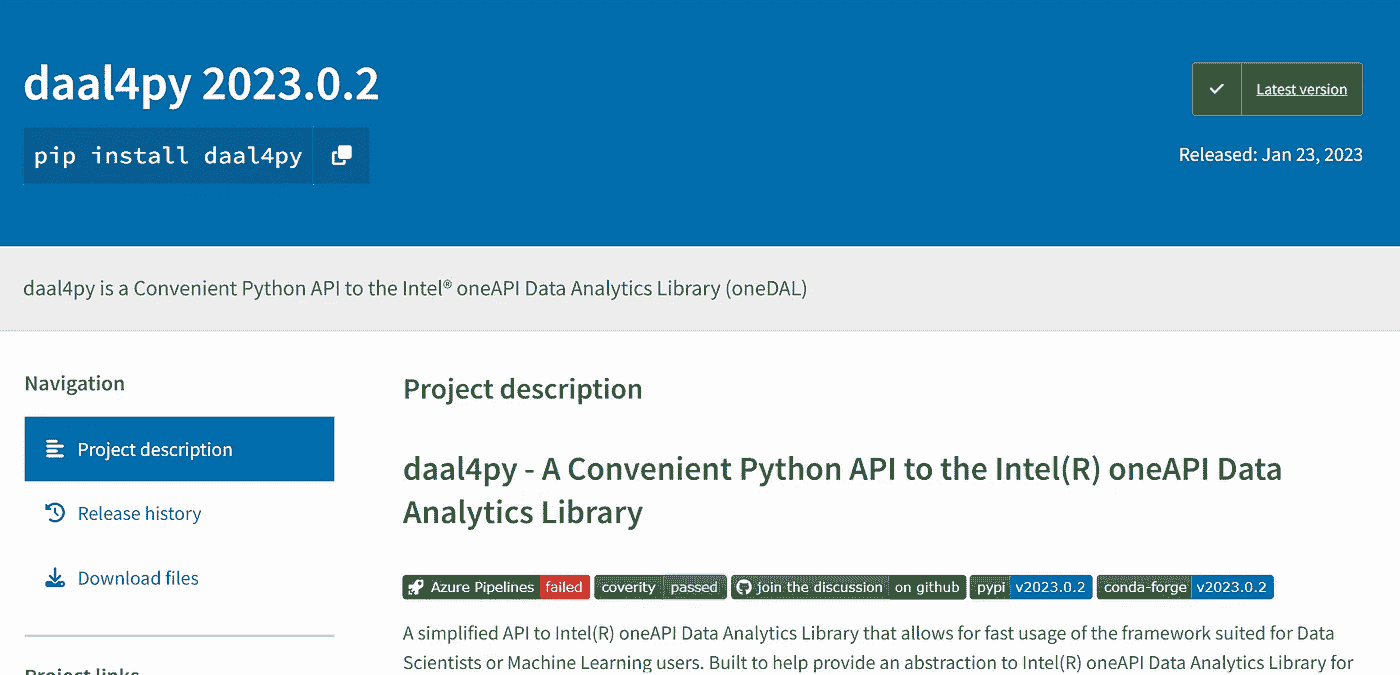 daal4py 2023.0.2
pip install daal4py
Latest version
Released: Jan 23, 2023
daal4py is a Convenient Python API to the Intel® oneAPI Data Analytics Library (oneDAL)
Navigation
Project description
Release history
Download files
Project links
Project description
daal4py - A Convenient Python API to the Intel(R) oneAPI Data
Analytics Library
Azure Pipelines failed coverity passed join the discussion on github pypi v2023.0.2 conda-forge v2023.0.2
A simplified API to Intel(R) oneAPI Data Analytics Library that allows for fast usage of the framework suited for Data
Scientists or Machine Learning users. Built to help provide an abstraction to Intel(R) oneAPI Data Analytics Library for